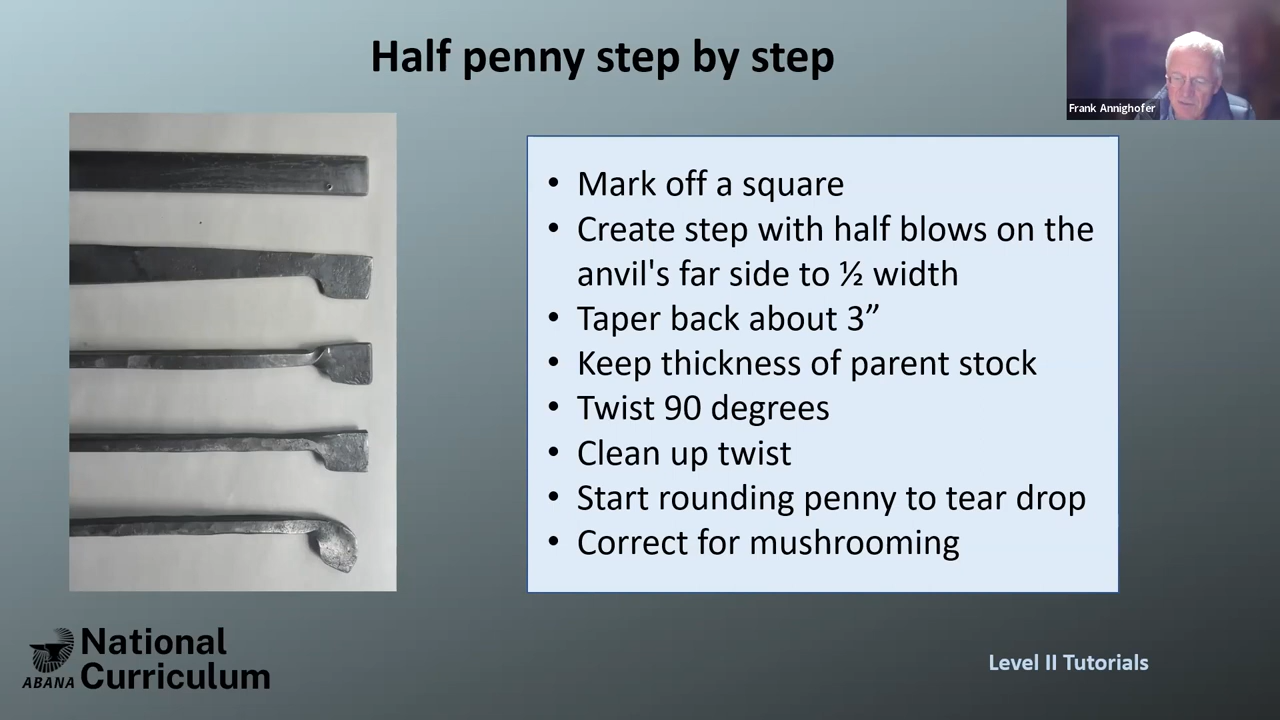 Half penny step by step
Frank Annighofer
• Mark off a square
• Create step with half blows on the
anvil's far side to ½ width
• Taper back about 3”
• Keep thickness of parent stock
• Twist 90 degrees
• Clean up twist
• Start rounding penny to tear drop
• Correct for mushrooming
National
ABANA Curriculum
Level II Tutorials